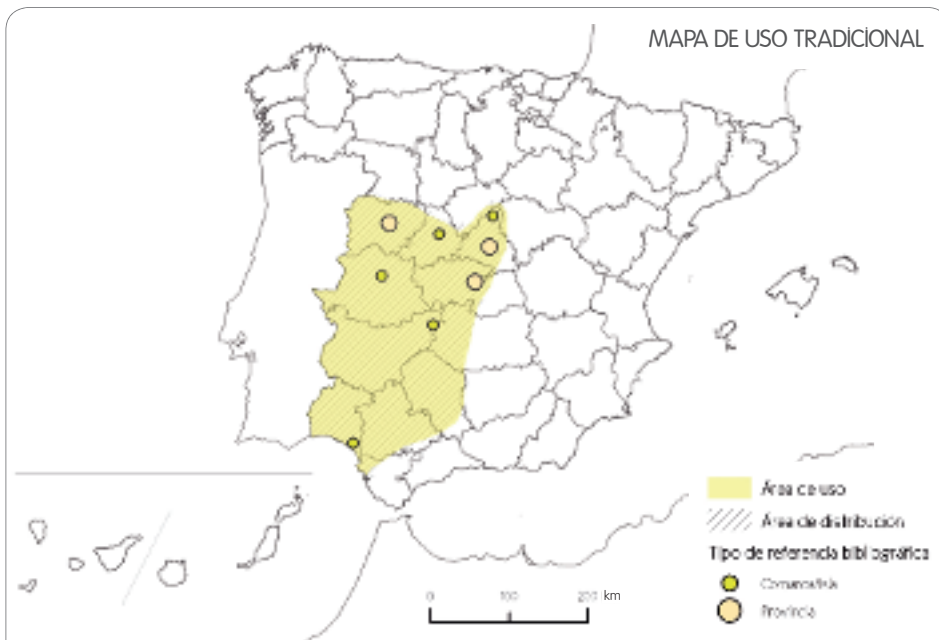 MAPA DE USO TRADICIONAL
Área de uso
Área de distribución
Tipo de referencia bibliográfica
Comarca/Isla
Provincia
0 100 200 km